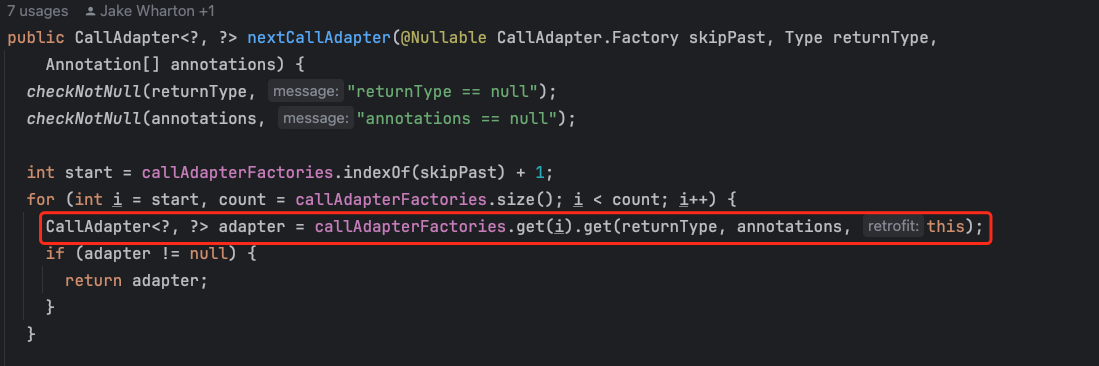 7 usages Jake Wharton +1
public CallAdapter<?, ?> nextCallAdapter(@Nullable CallAdapter.Factory skipPast, Type returnType,
    Annotation[] annotations) {
  checkNotNull(returnType, message: "returnType == null");
  checkNotNull(annotations, message: "annotations == null");
  int start = callAdapterFactories.indexOf(skipPast) + 1;
  for (int i = start, count = callAdapterFactories.size(); i < count; i++) {
    CallAdapter<?, ?> adapter = callAdapterFactories.get(i).get(returnType, annotations, retrofit: this);
    if (adapter != null) {
      return adapter;
    }
  }